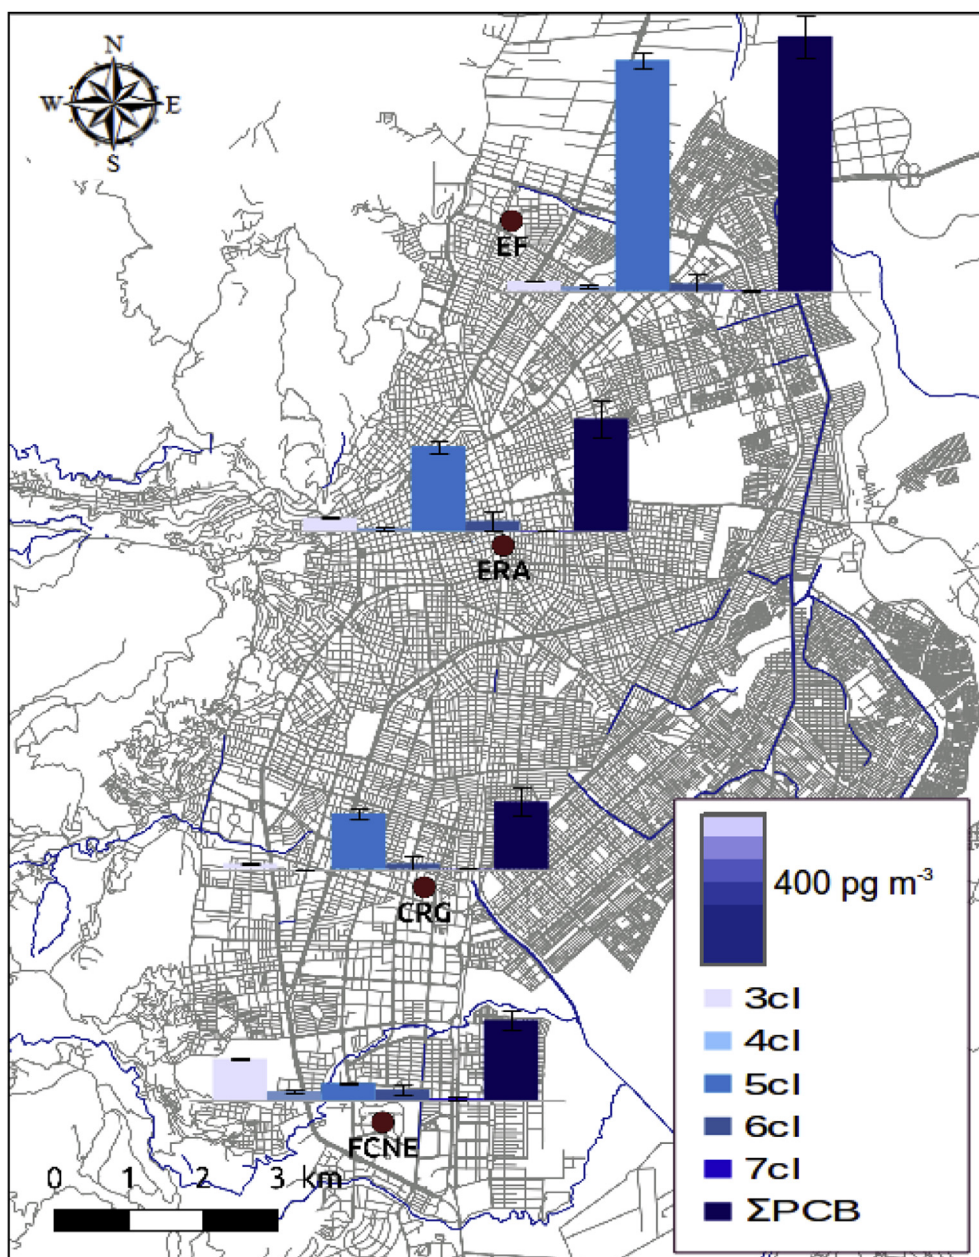 N
W E
S
EF
ERA
CRG
FCNE
0 1 2 3 km
400 pg m⁻³
3cl
4cl
5cl
6cl
7cl
ΣPCB